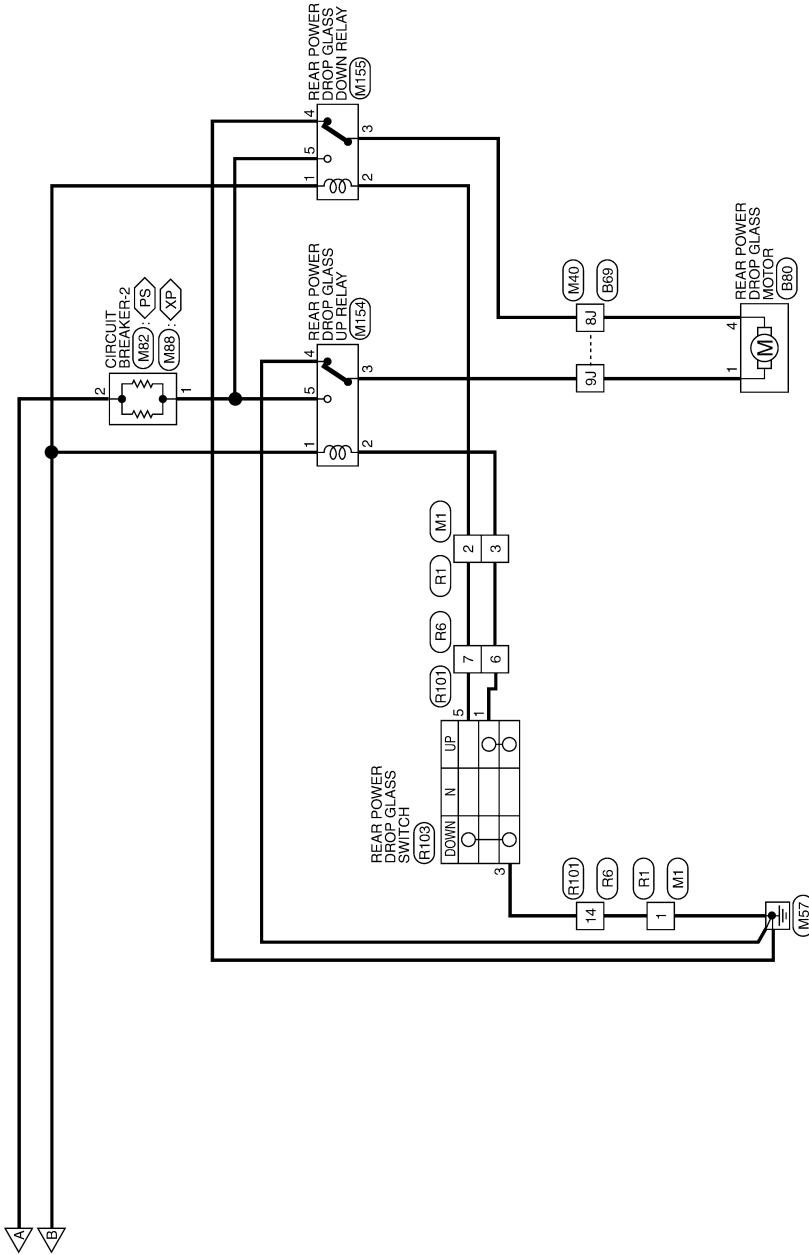 A
B
CIRCUIT
BREAKER-2
M82 : PS
M88 : XP
2
1
REAR POWER
DROP GLASS
UP RELAY
M154
1
5
4
2
3
REAR POWER
DROP GLASS
DOWN RELAY
M155
1
5
4
2
3
REAR POWER
DROP GLASS
SWITCH
R103
DOWN
N
UP
5
1
3
R101
R6
7
6
R1
M1
2
3
14
R101
R6
1
R1
M1
M57
9J
8J
M40
B69
REAR POWER
DROP GLASS
MOTOR
B80
1
4
M